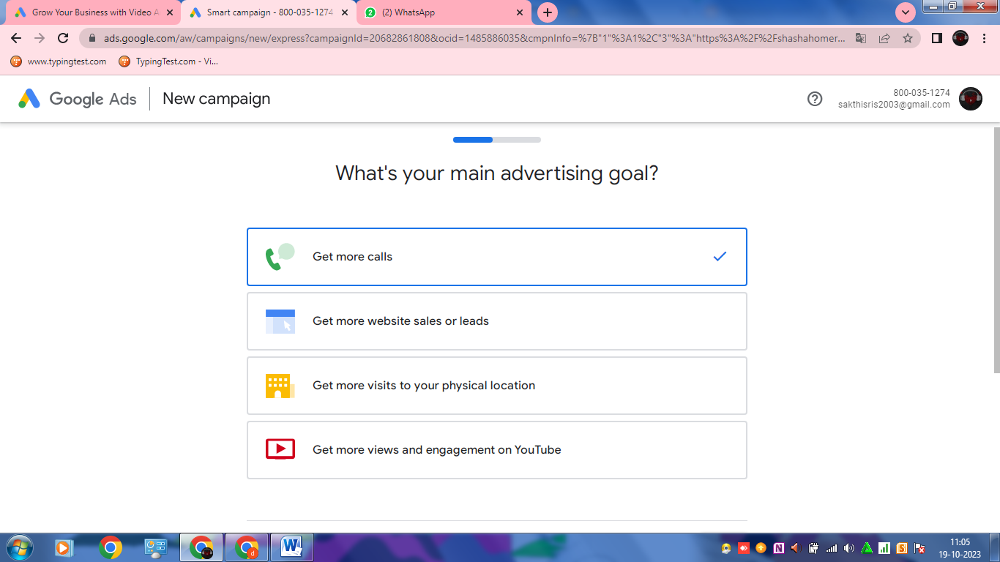 Grow Your Business with Video A
Smart campaign - 800-035-1274
(2) WhatsApp
ads.google.com/aw/campaigns/new/express?campaignId=20682861808&ocid=1485886035&cmpnInfo=%7B"1"%3A1%2C"3"%3A"https%3A%2F%2Fshashahomer...
www.typingtest.com
TypingTest.com - Vi...
Google Ads
New campaign
800-035-1274
sakthisris2003@gmail.com
What's your main advertising goal?
Get more calls
Get more website sales or leads
Get more visits to your physical location
Get more views and engagement on YouTube
11:05
19-10-2023